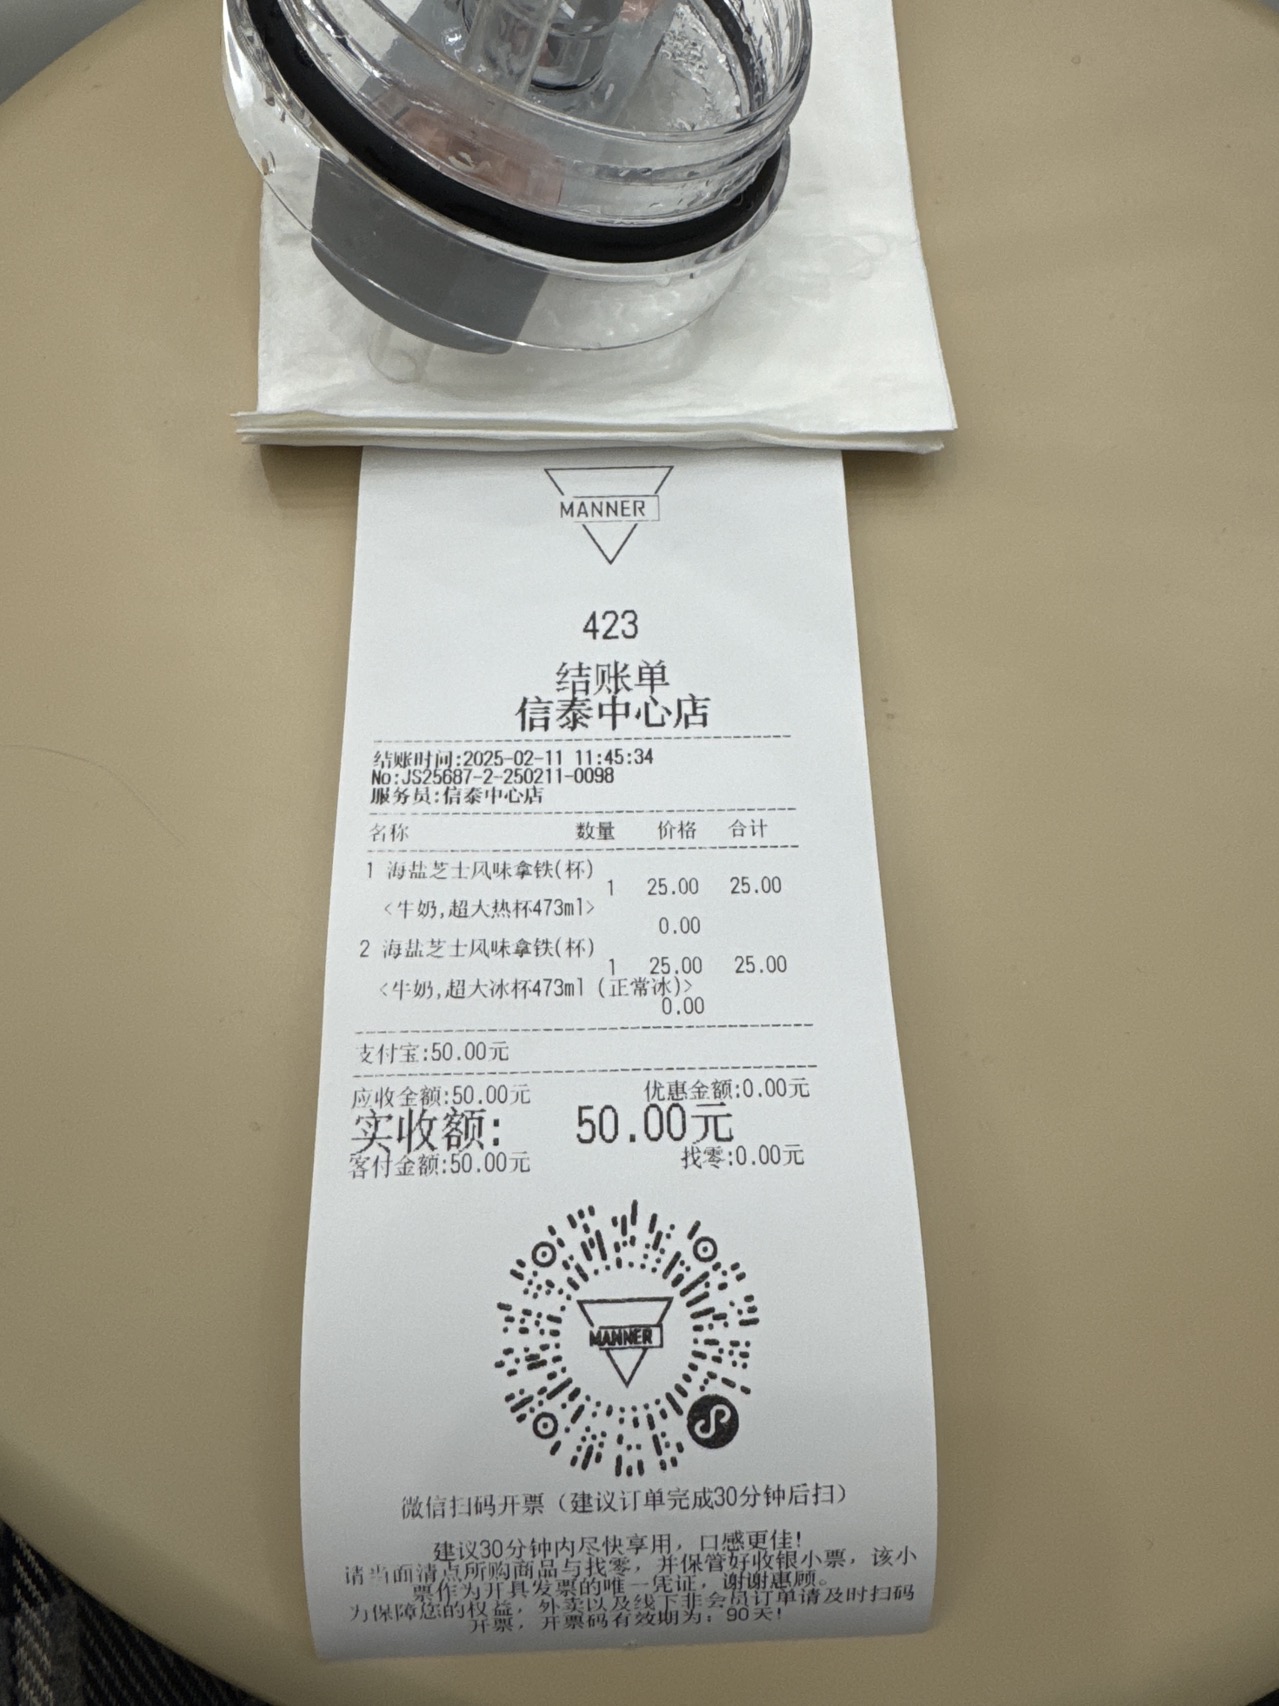 MANNER
423
结账单
信泰中心店
结账时间:2025-02-11 11:45:34
No:JS25687-2-250211-0098
服务员:信泰中心店
名称 数量 价格 合计
1 海盐芝士风味拿铁(杯)
1 25.00 25.00
<牛奶,超大热杯473ml>
0.00
2 海盐芝士风味拿铁(杯)
1 25.00 25.00
<牛奶,超大冰杯473ml (正常冰)>
0.00
支付宝:50.00元
应收金额:50.00元 优惠金额:0.00元
实收额: 50.00元
客付金额:50.00元 找零:0.00元
MANNER
微信扫码开票（建议订单完成30分钟后扫）
建议30分钟内尽快享用，口感更佳!
请当面清点所购商品与找零，并保管好收银小票，该小
票作为开具发票的唯一凭证，谢谢惠顾。
为保障您的权益，外卖以及线下非会员订单请及时扫码
开票，开票码有效期为：90天!